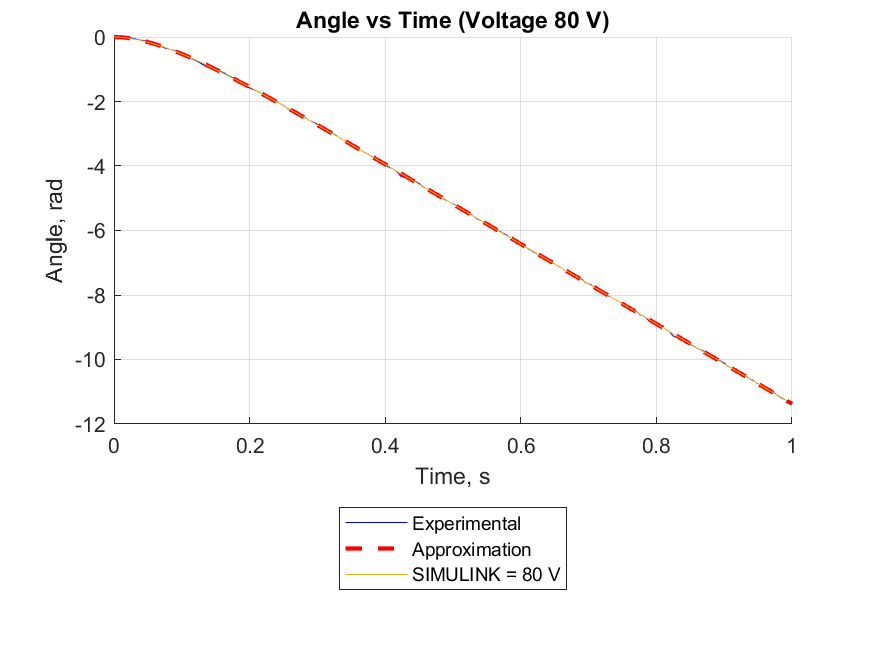 Angle vs Time (Voltage 80 V)
0
-2
-4
-6
-8
-10
-12
Angle, rad
0 0.2 0.4 0.6 0.8 1
Time, s
Experimental
Approximation
SIMULINK = 80 V